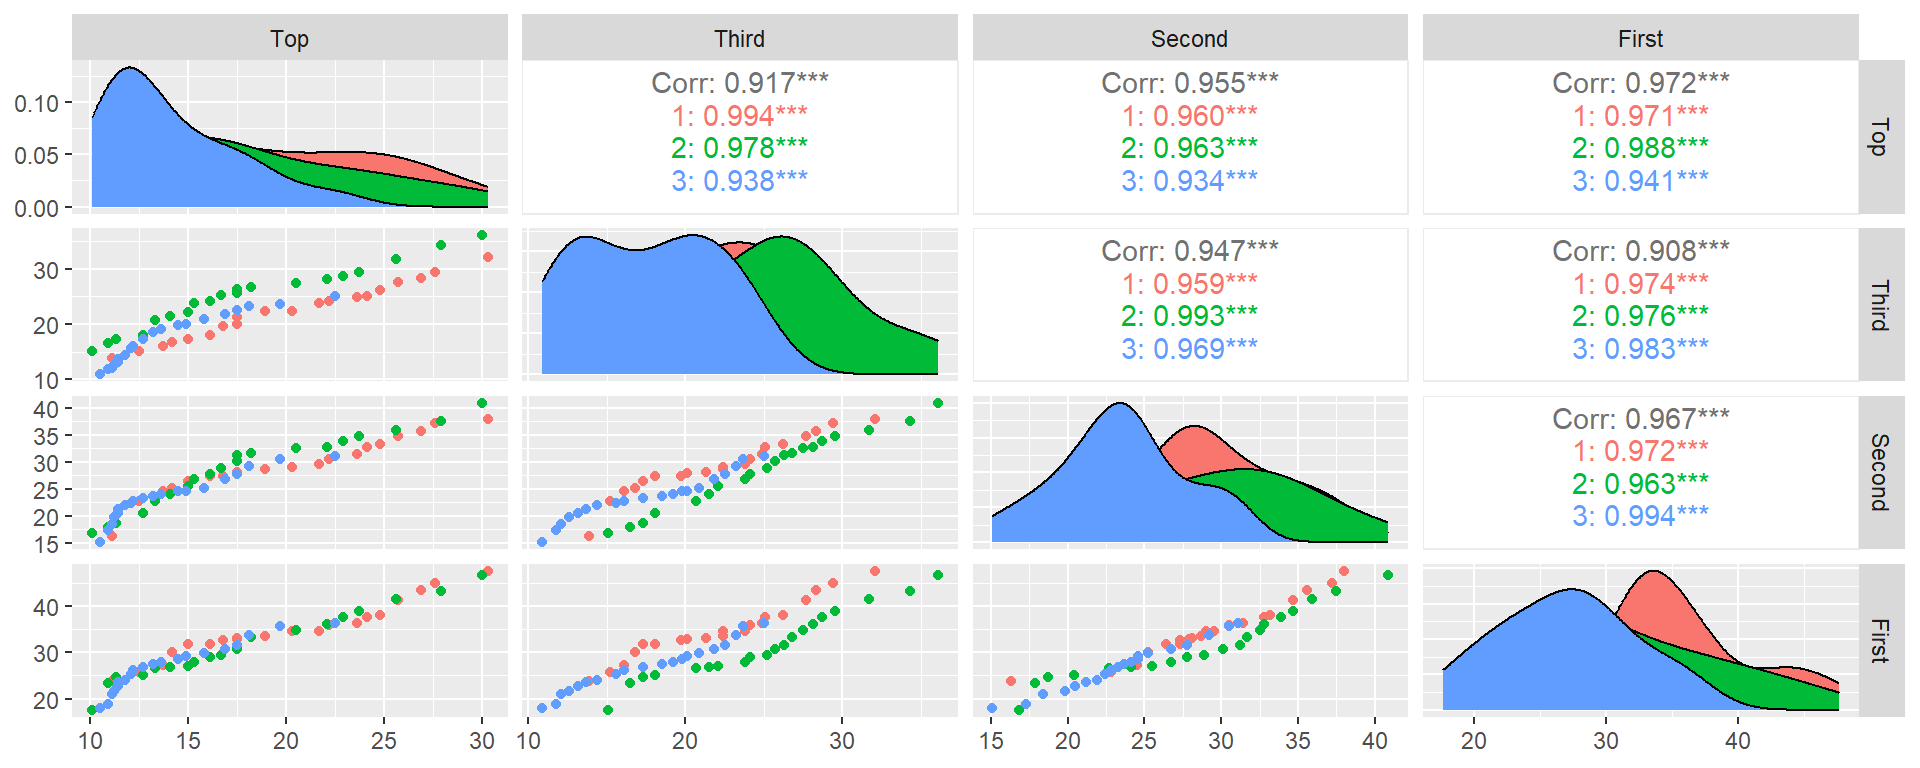 Top Third Second First
0.10
0.05
0.00
Corr: 0.917***
1: 0.994***
2: 0.978***
3: 0.938***
Corr: 0.955***
1: 0.960***
2: 0.963***
3: 0.934***
Corr: 0.972***
1: 0.971***
2: 0.988***
3: 0.941***
Top
30
20
10
Corr: 0.947***
1: 0.959***
2: 0.993***
3: 0.969***
Corr: 0.908***
1: 0.974***
2: 0.976***
3: 0.983***
Third
40
35
30
25
20
15
Corr: 0.967***
1: 0.972***
2: 0.963***
3: 0.994***
Second
40
30
20
First
10 15 20 25 30 10 20 30 15 20 25 30 35 40 20 30 40